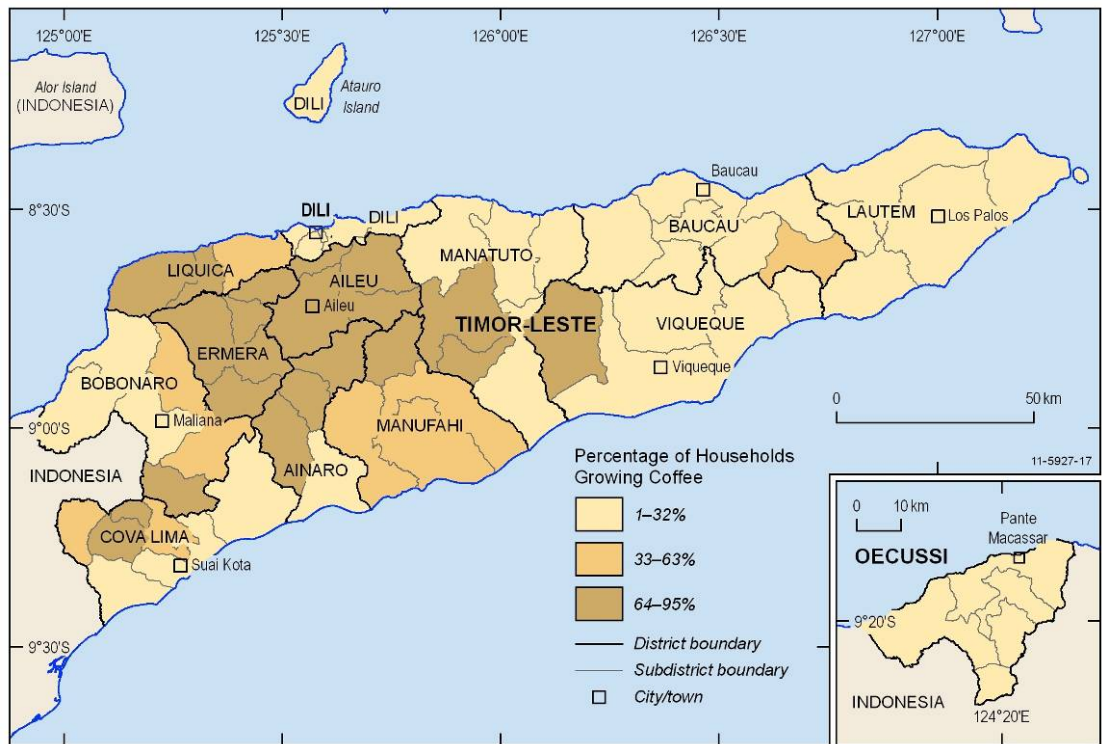 125°00'E
125°30'E
126°00'E
126°30'E
127°00'E
Alor Island
(INDONESIA)
Atauro
Island
DILI
Baucau
8°30'S
DILI
DILI
LAUTEM
Los Palos
BAUCAU
MANATUTO
LIQUICA
AILEU
Aileu
TIMOR-LESTE
VIQUEQUE
ERMERA
Viqueque
BOBONARO
Maliana
0
50 km
9°00'S
MANUFAHI
INDONESIA
AINARO
11-5927-17
COVA LIMA
Suai Kota
9°30'S
Percentage of Households
Growing Coffee
1–32%
33–63%
64–95%
District boundary
Subdistrict boundary
City/town
0
10 km
Pante
Macassar
OECUSSI
9°20'S
INDONESIA
124°20'E